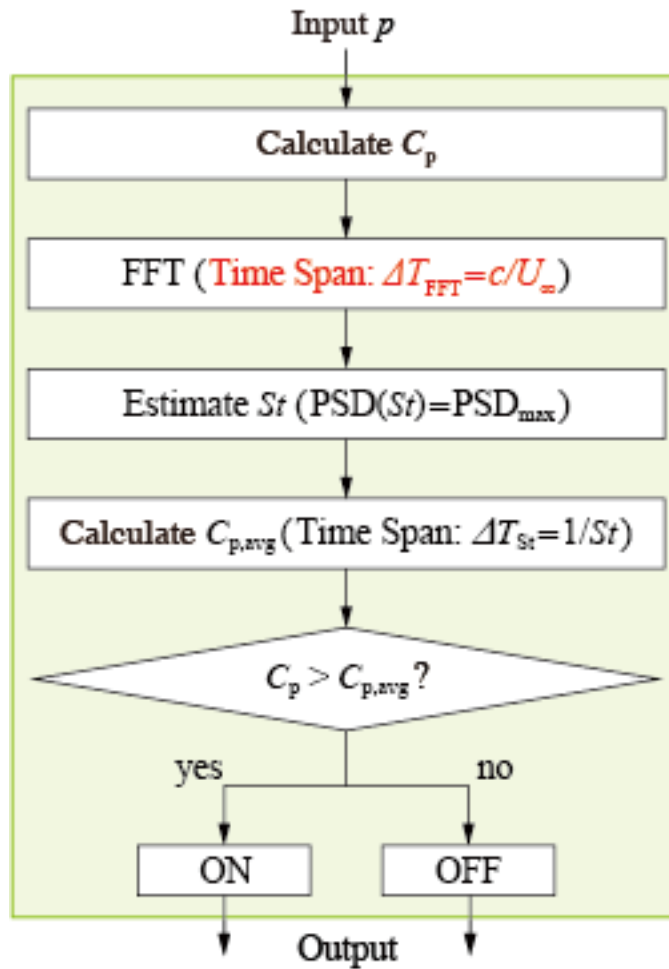 Input p
Calculate Cp
FFT (Time Span: ΔTFFT=c/U∞)
Estimate St (PSD(St)=PSDmax)
Calculate Cp,avg(Time Span: ΔTSt=1/St)
Cp > Cp,avg?
yes no
ON OFF
Output